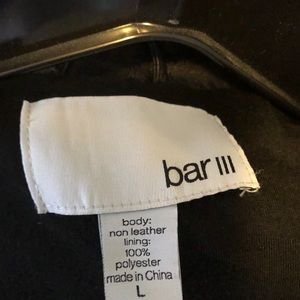 bar III
body:
non leather
lining:
100%
polyester
made in China
L